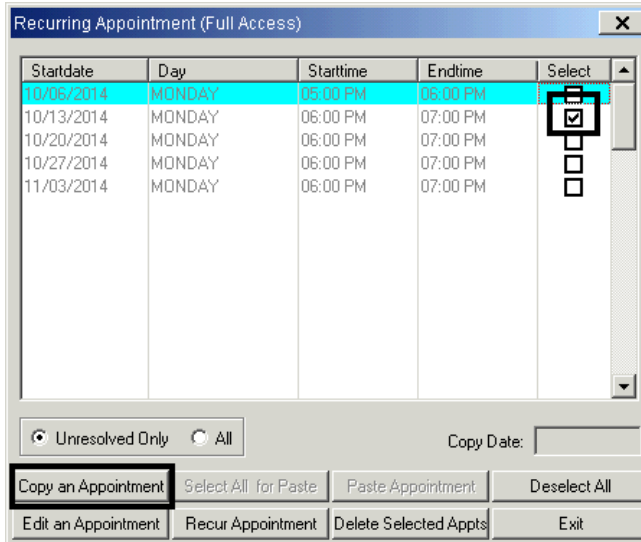 Recurring Appointment (Full Access)
Startdate Day Starttime Endtime Select
10/06/2014 MONDAY 05:00 PM 06:00 PM
10/13/2014 MONDAY 06:00 PM 07:00 PM
10/20/2014 MONDAY 06:00 PM 07:00 PM
10/27/2014 MONDAY 06:00 PM 07:00 PM
11/03/2014 MONDAY 06:00 PM 07:00 PM
Unresolved Only All Copy Date:
Copy an Appointment Select All for Paste Paste Appointment Deselect All
Edit an Appointment Recur Appointment Delete Selected Appts Exit